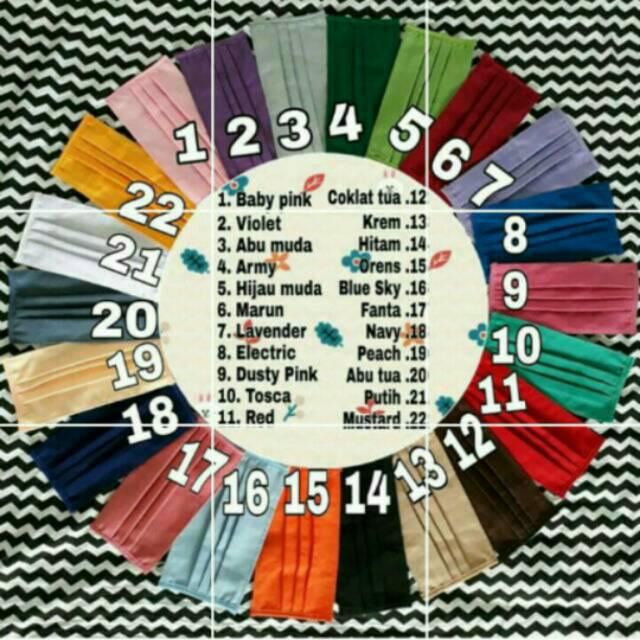 1
2
3
4
5
6
7
8
9
10
11
12
13
14
15
16
17
18
19
20
21
22
1. Baby pink
2. Violet
3. Abu muda
4. Army
5. Hijau muda
6. Marun
7. Lavender
8. Electric
9. Dusty Pink
10. Tosca
11. Red
Coklat tua .12
Krem .13
Hitam .14
Orens .15
Blue Sky .16
Fanta .17
Navy .18
Peach .19
Abu tua .20
Putih .21
Mustard .22